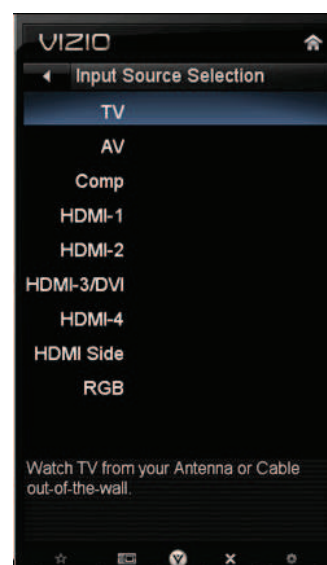 VIZIO
Input Source Selection
TV
AV
Comp
HDMI-1
HDMI-2
HDMI-3/DVI
HDMI-4
HDMI Side
RGB
Watch TV from your Antenna or Cable
out-of-the-wall.